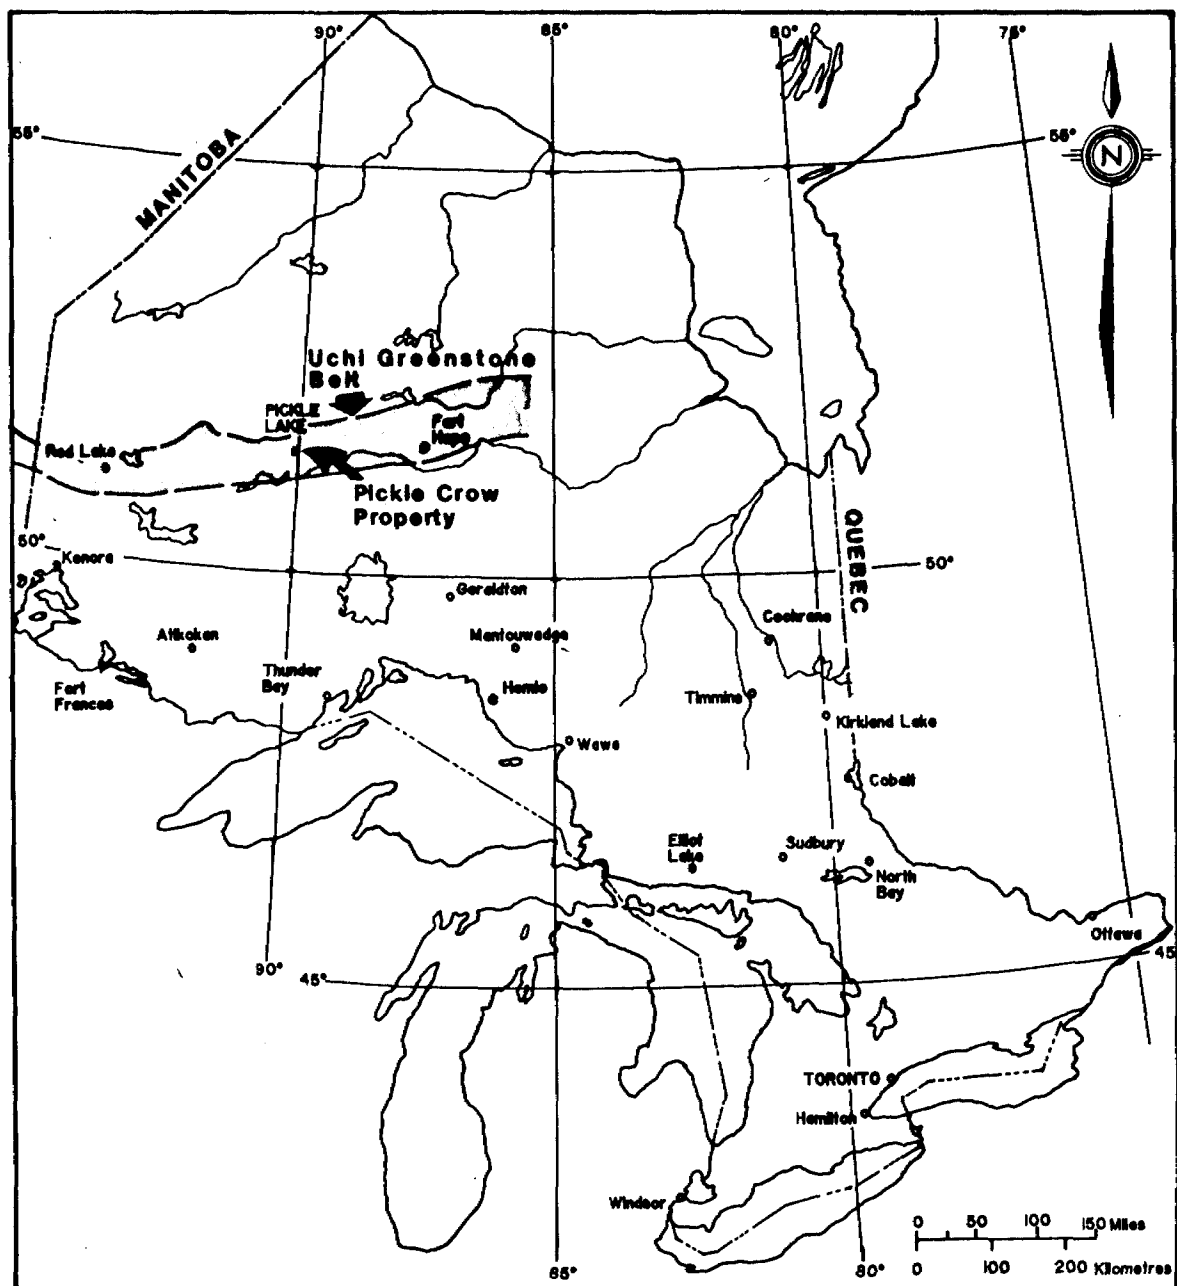 90°
85°
80°
75°
55°
55°
MANITOBA
N
Uchi Greenstone
Belt
PICKLE
LAKE
Fort
Hope
Red Lake
Pickle Crow
Property
QUEBEC
50°
Kenora
50°
Geraldton
Cochrane
Atikokan
Manitouwadge
Thunder
Bay
Hemlo
Timmins
Fort
Frances
Kirkland Lake
Wawa
Cobalt
Elliot
Lake
Sudbury
North
Bay
Ottawa
90°
45°
45°
TORONTO
Hamilton
Windsor
0 50 100 150 Miles
0 100 200 Kilometres
85°
80°